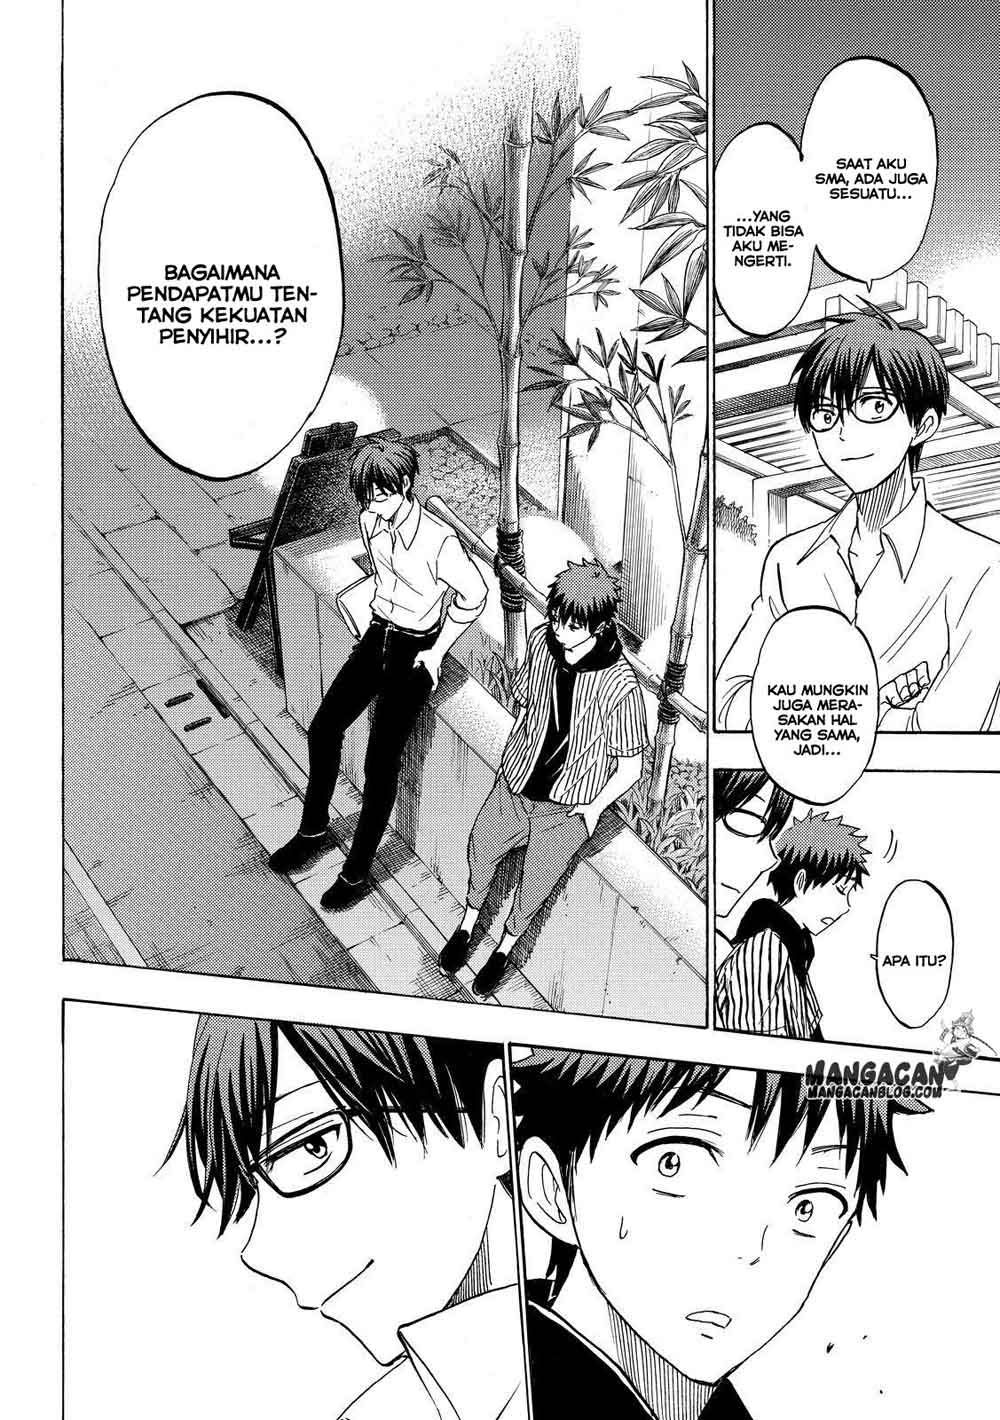 SAAT AKU
SMA, ADA JUGA
SESUATU...
...YANG
TIDAK BISA
AKU ME-
NGERTI.
KAU MUNGKIN
JUGA MERA-
SAKAN HAL
YANG SAMA,
JADI...
APA ITU?
BAGAIMANA
PENDAPATMU TEN-
TANG KEKUATAN
PENYIHIR...?
MANGACAN
MANGACANBLOG.COM